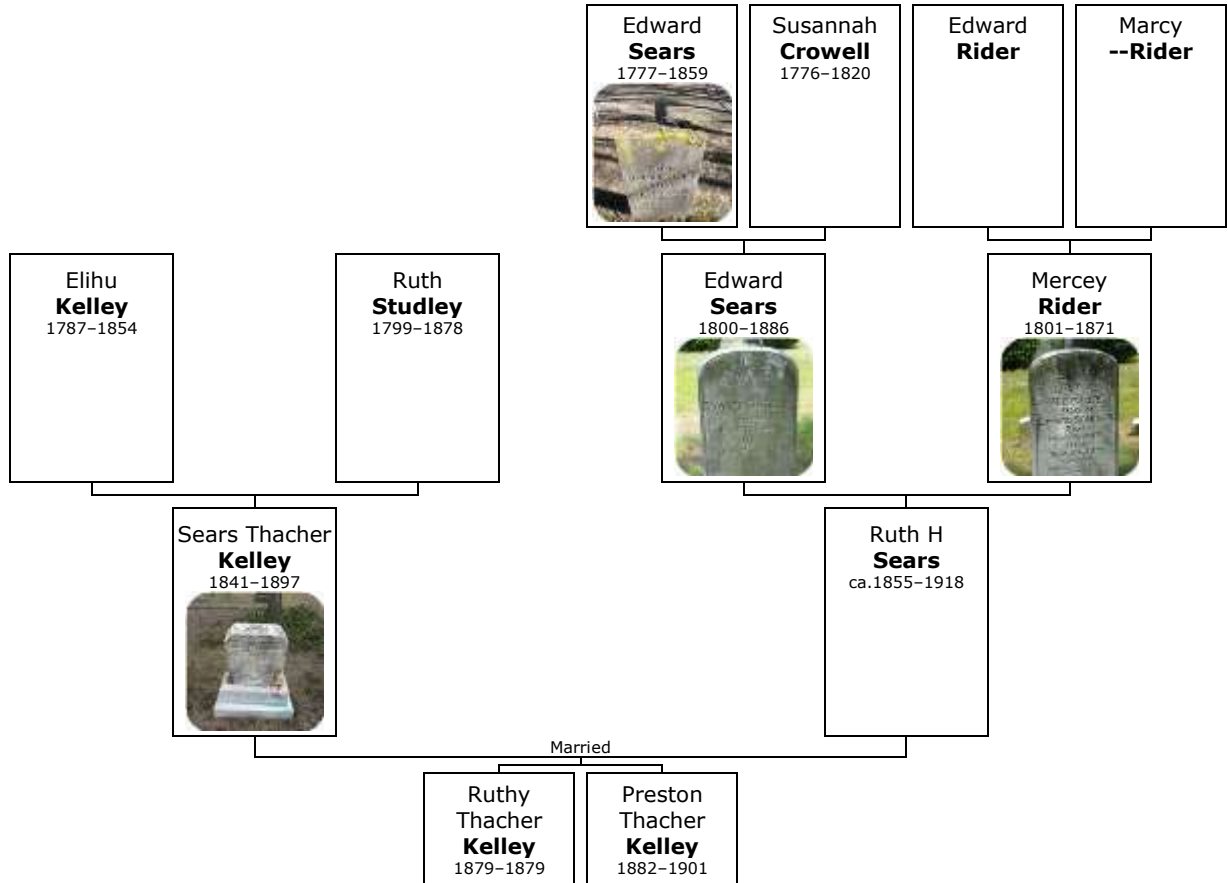 Edward
Sears
1777–1859
Susannah
Crowell
1776–1820
Edward
Rider
Marcy
--Rider
Elihu
Kelley
1787–1854
Ruth
Studley
1799–1878
Edward
Sears
1800–1886
Mercey
Rider
1801–1871
Sears Thacher
Kelley
1841–1897
Ruth H
Sears
ca.1855–1918
Married
Ruthy
Thacher
Kelley
1879–1879
Preston
Thacher
Kelley
1882–1901